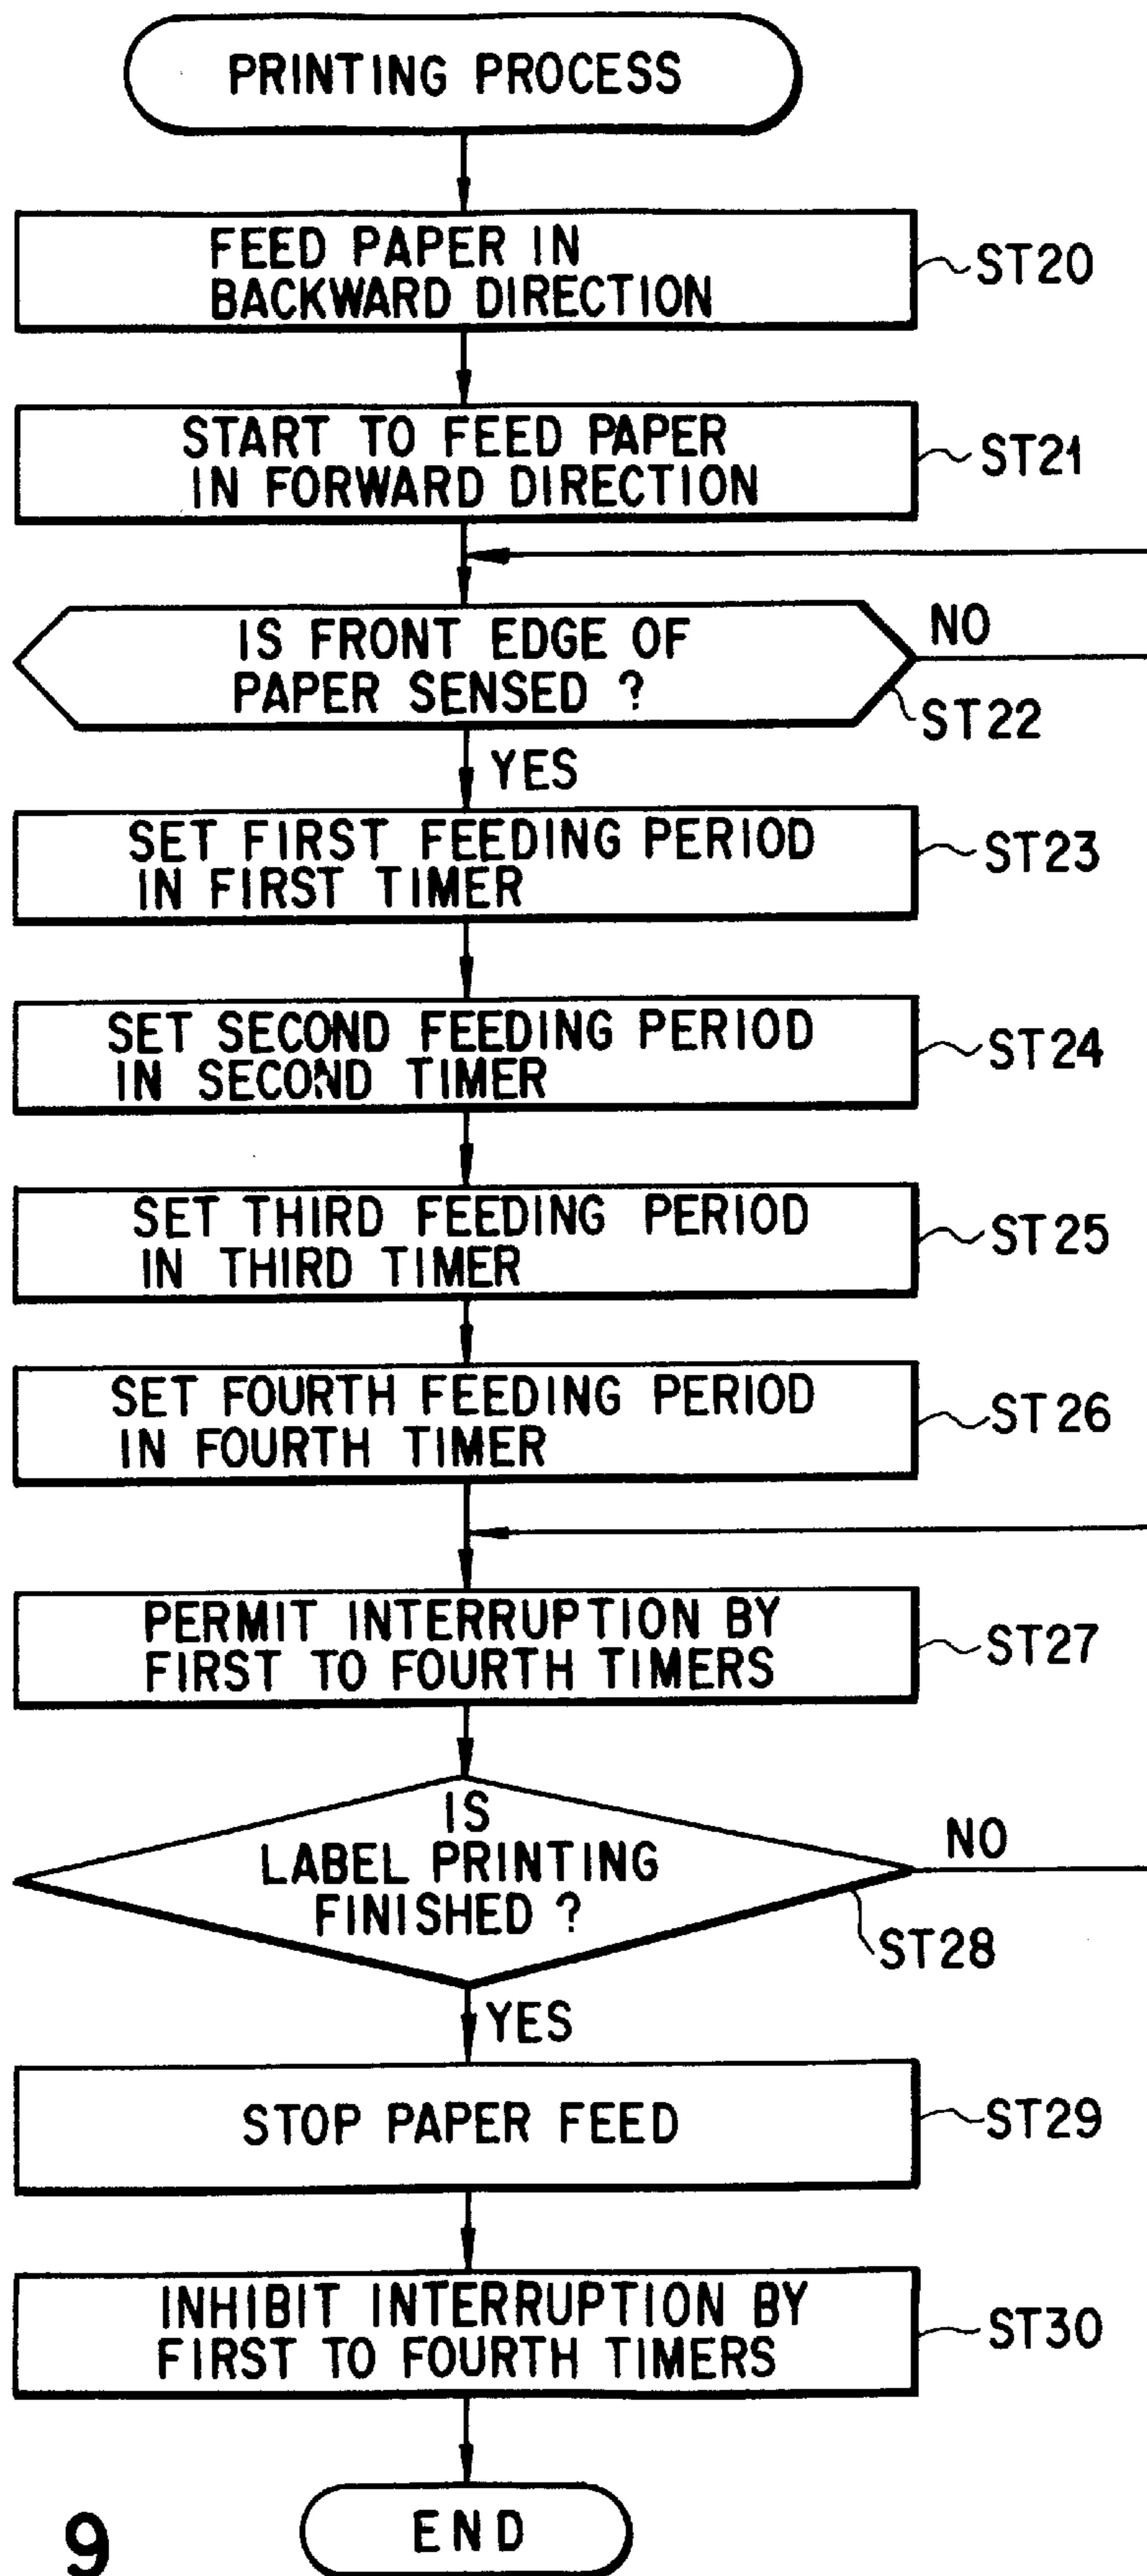 PRINTING PROCESS
FEED PAPER IN
BACKWARD DIRECTION
ST20
START TO FEED PAPER
IN FORWARD DIRECTION
ST21
IS FRONT EDGE OF
PAPER SENSED ?
NO
ST22
YES
SET FIRST FEEDING PERIOD
IN FIRST TIMER
ST23
SET SECOND FEEDING PERIOD
IN SECOND TIMER
ST24
SET THIRD FEEDING PERIOD
IN THIRD TIMER
ST25
SET FOURTH FEEDING PERIOD
IN FOURTH TIMER
ST26
PERMIT INTERRUPTION BY
FIRST TO FOURTH TIMERS
ST27
IS
LABEL PRINTING
FINISHED ?
NO
ST28
YES
STOP PAPER FEED
ST29
INHIBIT INTERRUPTION BY
FIRST TO FOURTH TIMERS
ST30
END
9